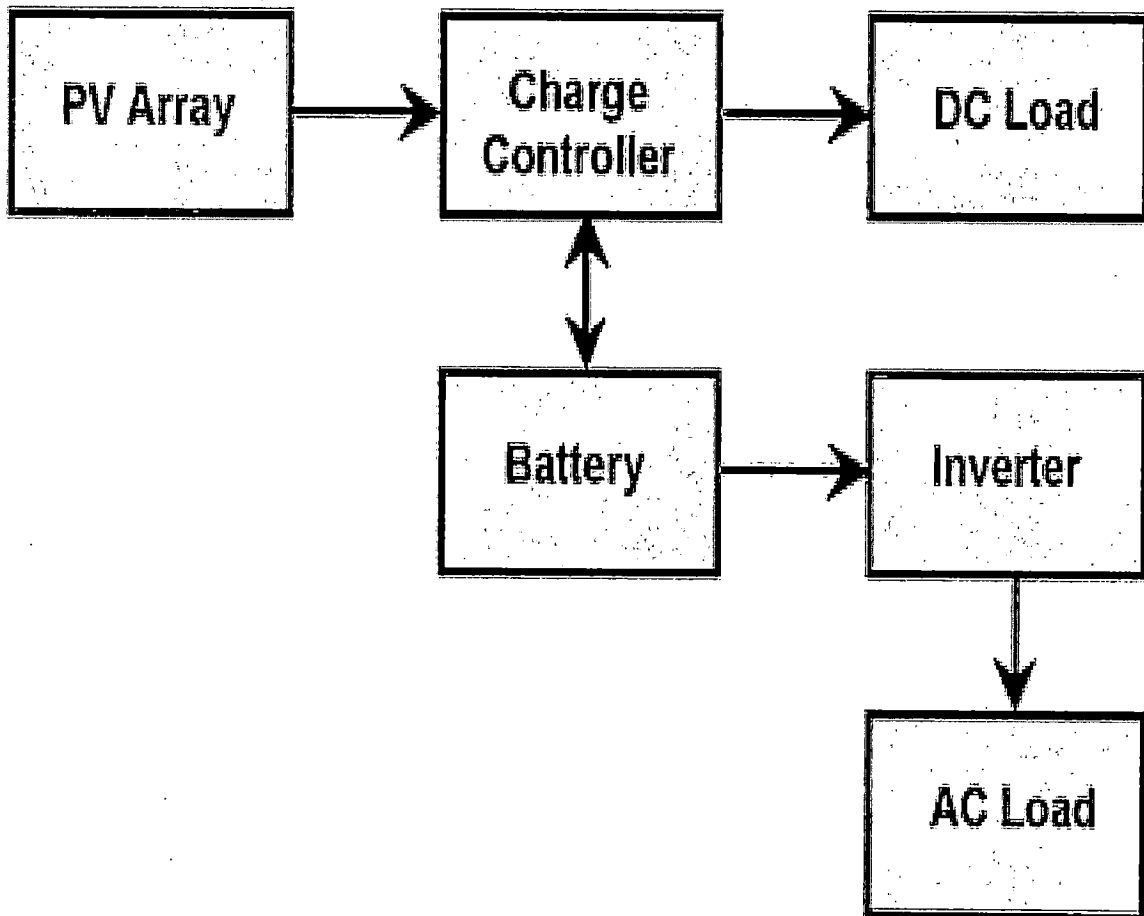 PV Array
Charge
Controller
DC Load
Battery
Inverter
AC Load